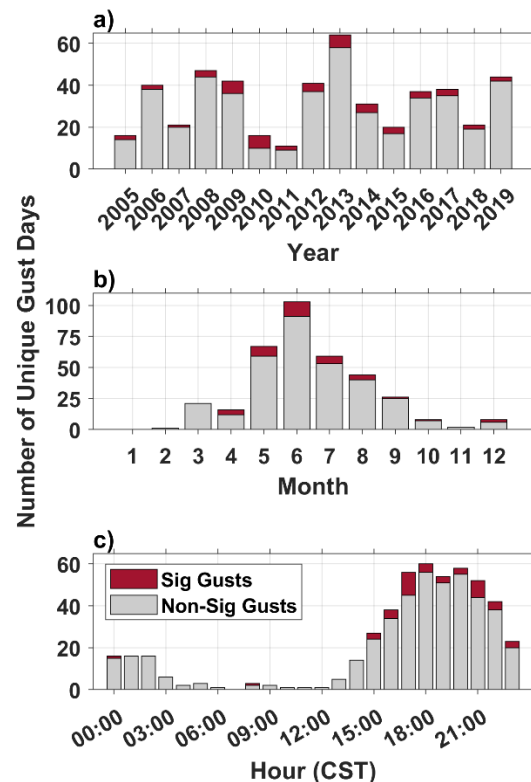 a)
60
40
20
0
2005 2006 2007 2008 2009 2010 2011 2012 2013 2014 2015 2016 2017 2018 2019
Year
Number of Unique Gust Days
b)
100
75
50
25
0
1 2 3 4 5 6 7 8 9 10 11 12
Month
c)
60
40
20
0
Sig Gusts
Non-Sig Gusts
00:00 03:00 06:00 09:00 12:00 15:00 18:00 21:00
Hour (CST)